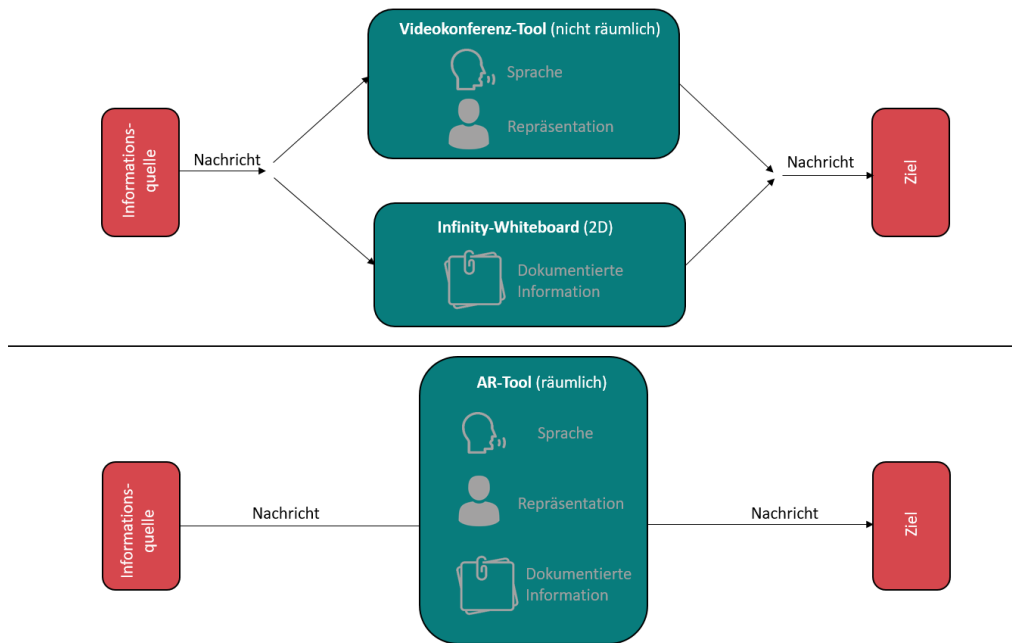 Videokonferenz-Tool (nicht räumlich)
Sprache
Repräsentation
Informations-
quelle
Nachricht
Nachricht
Ziel
Infinity-Whiteboard (2D)
Dokumentierte
Information
AR-Tool (räumlich)
Sprache
Repräsentation
Informations-
quelle
Nachricht
Nachricht
Ziel
Dokumentierte
Information